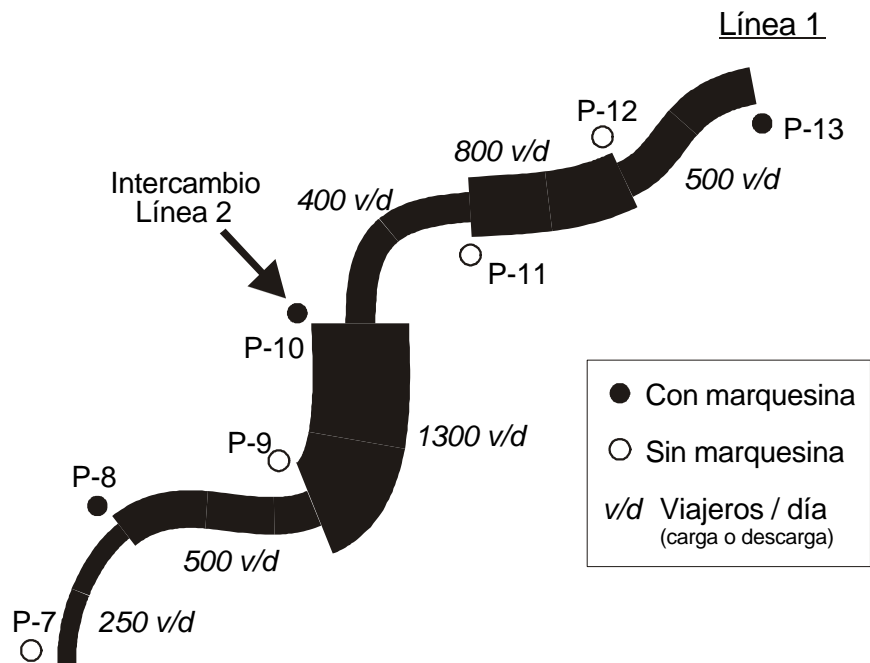 Línea 1
P-12
P-13
800 v/d
500 v/d
Intercambio
Línea 2
400 v/d
P-11
P-10
Con marquesina
P-9
1300 v/d
Sin marquesina
P-8
v/d Viajeros / día
(carga o descarga)
500 v/d
P-7
250 v/d